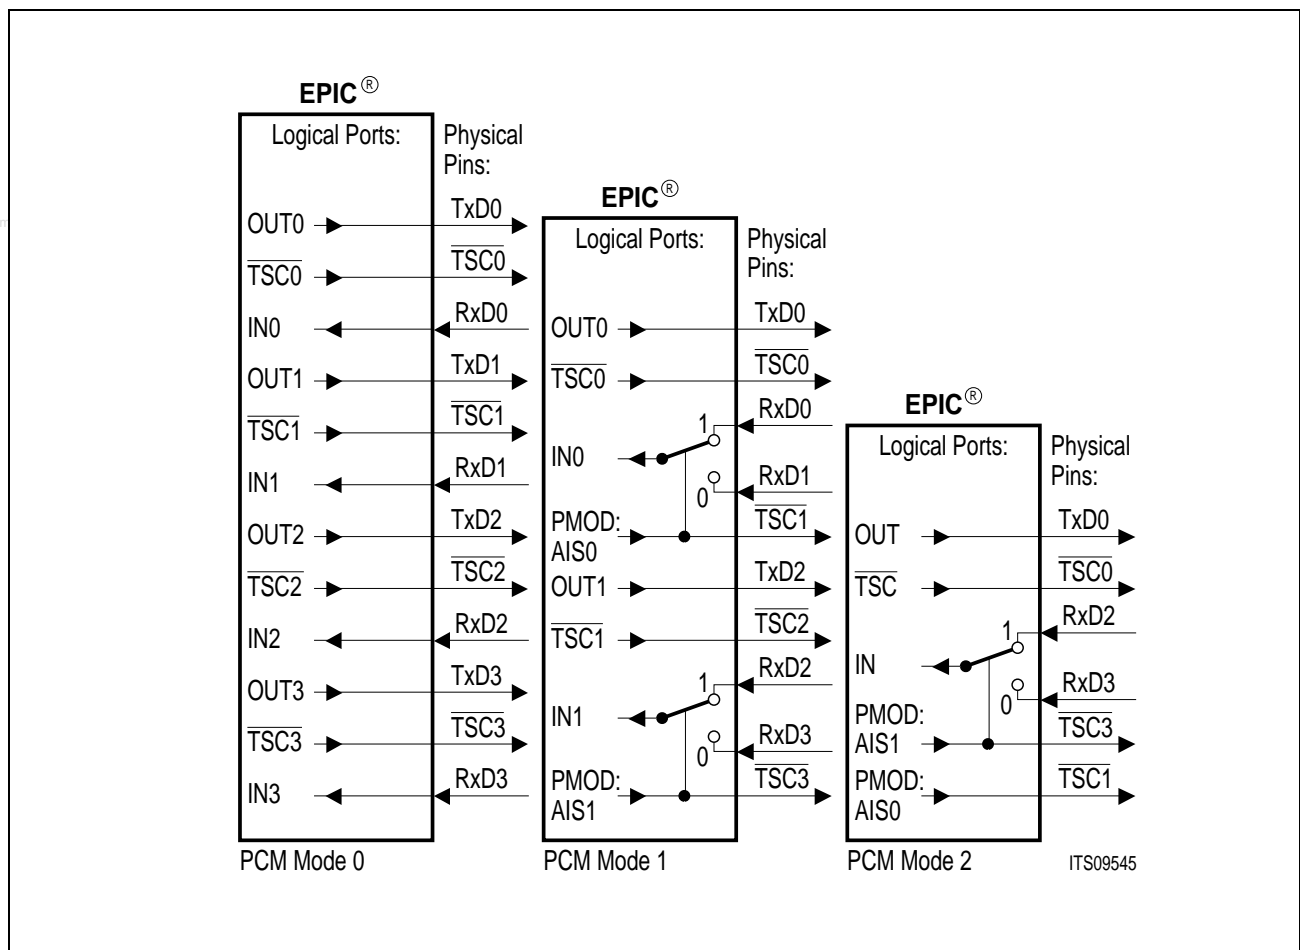 EPIC®
Logical Ports:
Physical
Pins:
OUT0
TxD0
TSC0
TSC0
IN0
RxD0
OUT1
TxD1
TSC1
TSC1
IN1
RxD1
OUT2
TxD2
TSC2
TSC2
IN2
RxD2
OUT3
TxD3
TSC3
TSC3
IN3
RxD3
PCM Mode 0
EPIC®
Logical Ports:
Physical
Pins:
OUT0
TxD0
TSC0
TSC0
1
RxD0
IN0
0
RxD1
PMOD:
AIS0
TSC1
OUT1
TxD2
TSC1
TSC2
1
RxD2
IN1
0
RxD3
PMOD:
AIS1
TSC3
PCM Mode 1
EPIC®
Logical Ports:
Physical
Pins:
OUT
TxD0
TSC
TSC0
1
RxD2
IN
0
RxD3
PMOD:
AIS1
TSC3
PMOD:
AIS0
TSC1
PCM Mode 2
ITS09545